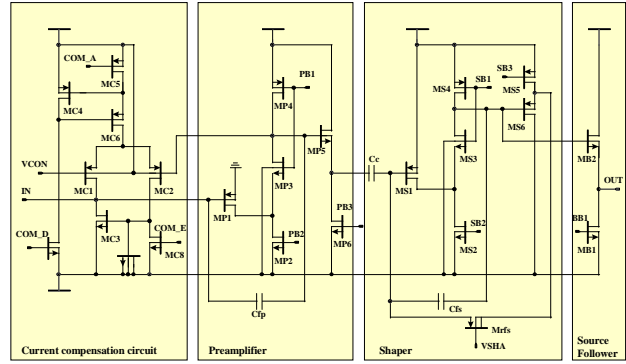 COM_A
MC5
MC4
MC6
VCON
MC1
MC2
IN
COM_D
MC3
COM_E
MC8
Current compensation circuit
PB1
MP4
MP5
MP3
MP1
PB3
PB2
MP6
MP2
Cfp
Preamplifier
Cc
SB3
SB1
MS5
MS4
MS6
MS3
MS1
SB2
MS2
Cfs
Mrfs
VSHA
Shaper
MB2
OUT
BB1
MB1
Source
Follower